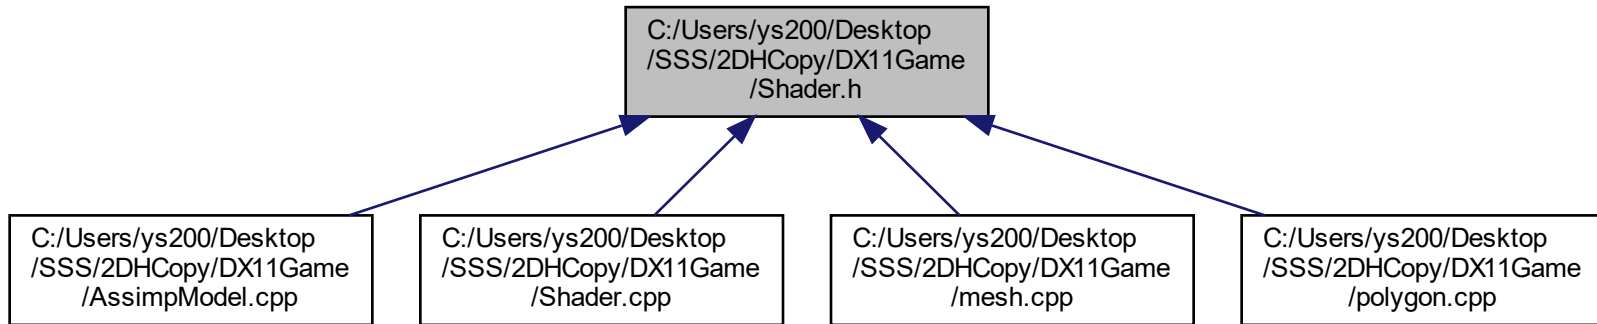 C:/Users/ys200/Desktop
/SSS/2DHCopy/DX11Game
/Shader.h
C:/Users/ys200/Desktop
/SSS/2DHCopy/DX11Game
/AssimpModel.cpp
C:/Users/ys200/Desktop
/SSS/2DHCopy/DX11Game
/Shader.cpp
C:/Users/ys200/Desktop
/SSS/2DHCopy/DX11Game
/mesh.cpp
C:/Users/ys200/Desktop
/SSS/2DHCopy/DX11Game
/polygon.cpp